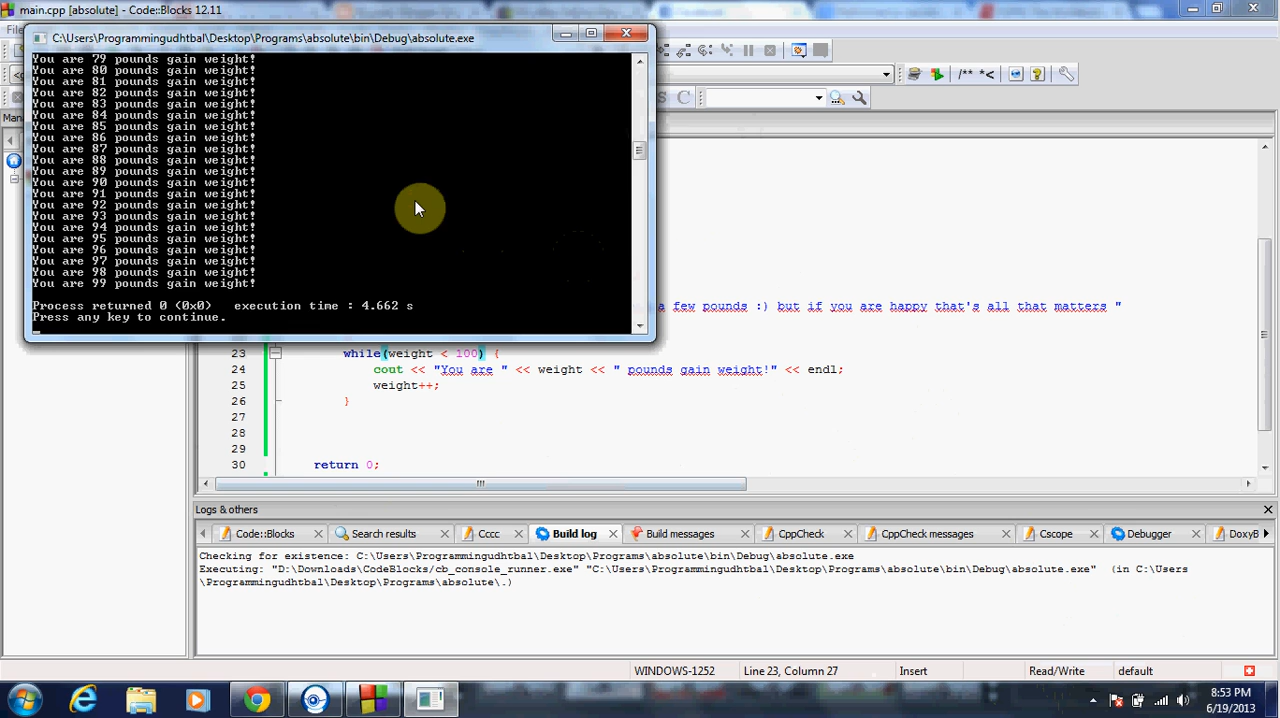 main.cpp [absolute] - Code::Blocks 12.11
C:\Users\Programmingudhtbal\Desktop\Programs\absolute\bin\Debug\absolute.exe
You are 79 pounds gain weight!
You are 80 pounds gain weight!
You are 81 pounds gain weight!
You are 82 pounds gain weight!
You are 83 pounds gain weight!
You are 84 pounds gain weight!
You are 85 pounds gain weight!
You are 86 pounds gain weight!
You are 87 pounds gain weight!
You are 88 pounds gain weight!
You are 89 pounds gain weight!
You are 90 pounds gain weight!
You are 91 pounds gain weight!
You are 92 pounds gain weight!
You are 93 pounds gain weight!
You are 94 pounds gain weight!
You are 95 pounds gain weight!
You are 96 pounds gain weight!
You are 97 pounds gain weight!
You are 98 pounds gain weight!
You are 99 pounds gain weight!
Process returned 0 (0x0)   execution time : 4.662 s
Press any key to continue.
/** *<
S C
a few pounds :) but if you are happy that's all that matters "
23 while(weight < 100) {
24 cout << "You are " << weight << " pounds gain weight!" << endl;
25 weight++;
26 }
27
28
29
30 return 0;
Logs & others
Code::Blocks Search results Cccc Build log Build messages CppCheck CppCheck messages Cscope Debugger DoxyB
Checking for existence: C:\Users\Programmingudhtbal\Desktop\Programs\absolute\bin\Debug\absolute.exe
Executing: "D:\Downloads\CodeBlocks/cb_console_runner.exe" "C:\Users\Programmingudhtbal\Desktop\Programs\absolute\bin\Debug\absolute.exe"  (in C:\Users
\Programmingudhtbal\Desktop\Programs\absolute\.)
WINDOWS-1252 Line 23, Column 27 Insert Read/Write default
8:53 PM
6/19/2013